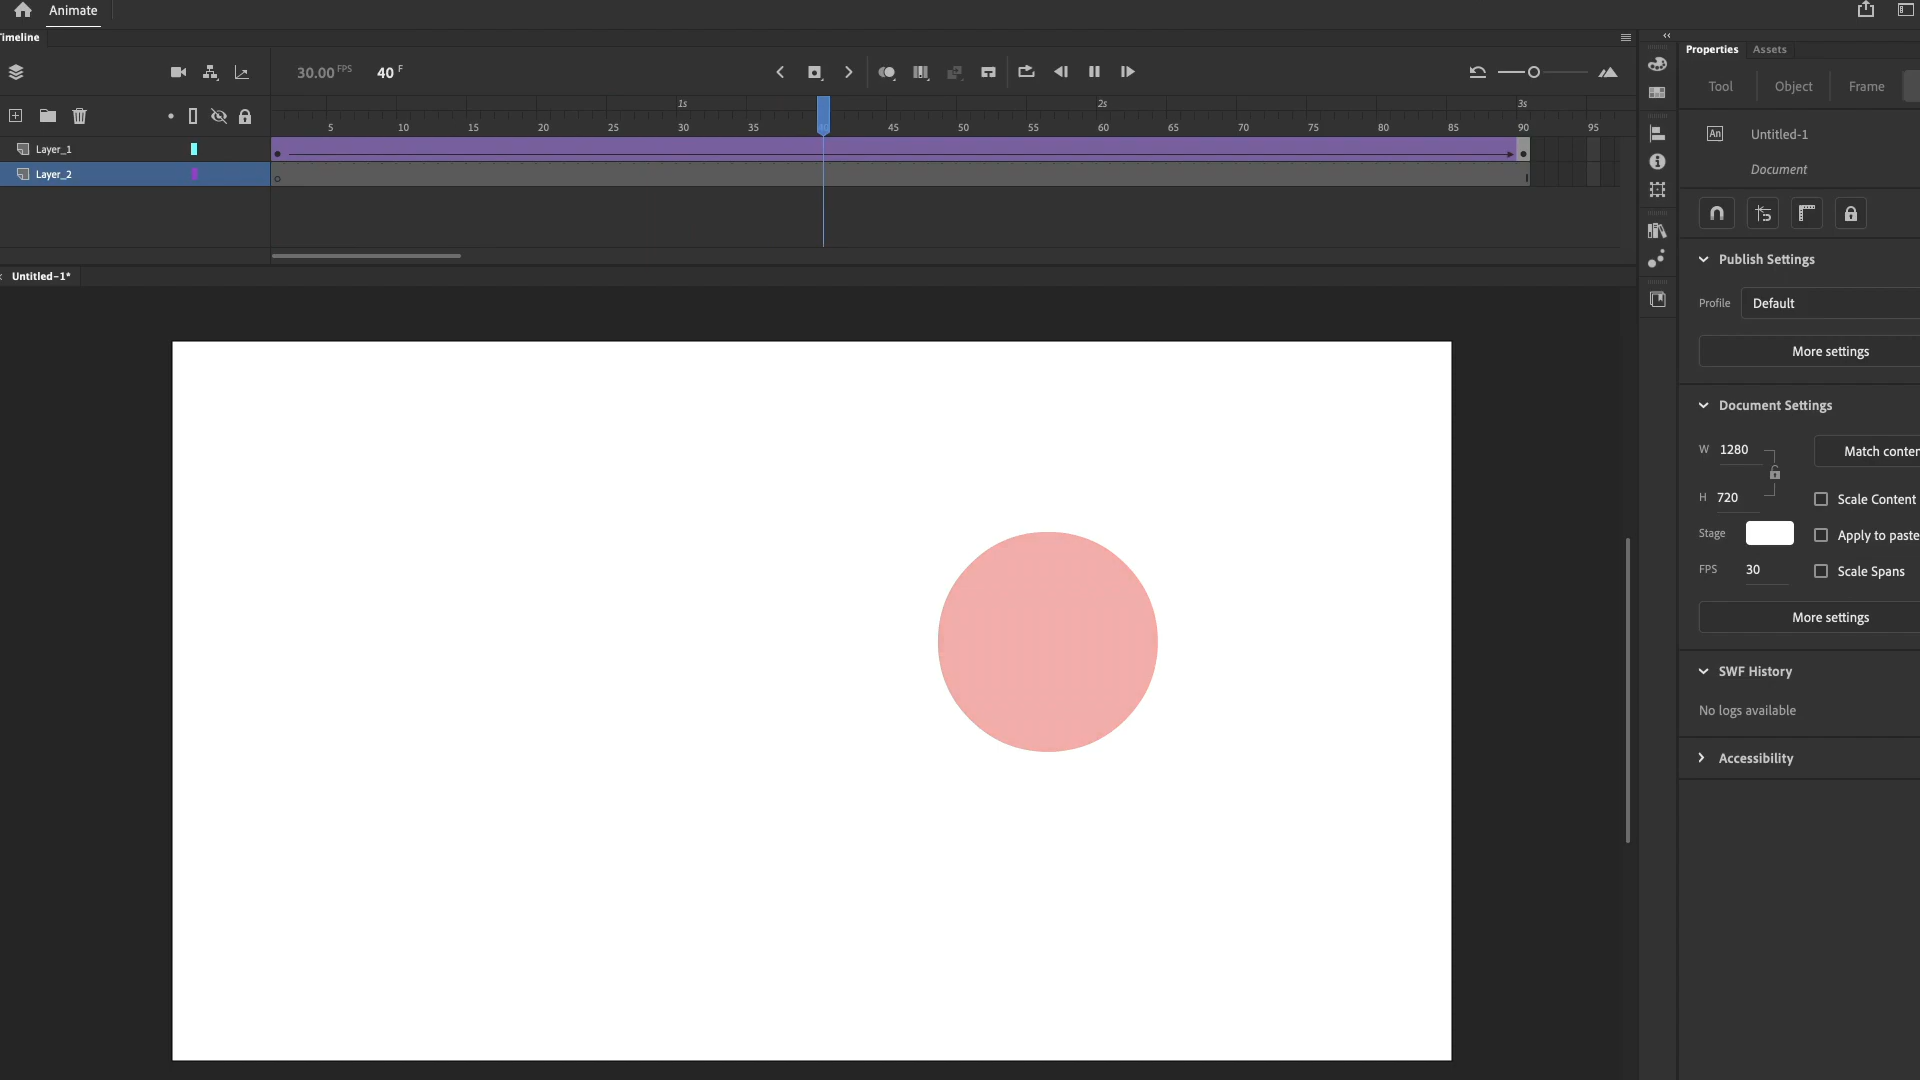 Animate
Timeline
Properties
Assets
30.00 FPS
40 F
Tool
Object
Frame
1s
2s
3s
5
10
15
20
25
30
35
45
50
55
60
65
70
75
80
85
90
95
Layer_1
An
Untitled-1
Layer_2
Document
Publish Settings
Untitled-1*
Profile
Default
More settings
Document Settings
W 1280
Match conter
H 720
Scale Content
Stage
Apply to paste
FPS 30
Scale Spans
More settings
SWF History
No logs available
Accessibility